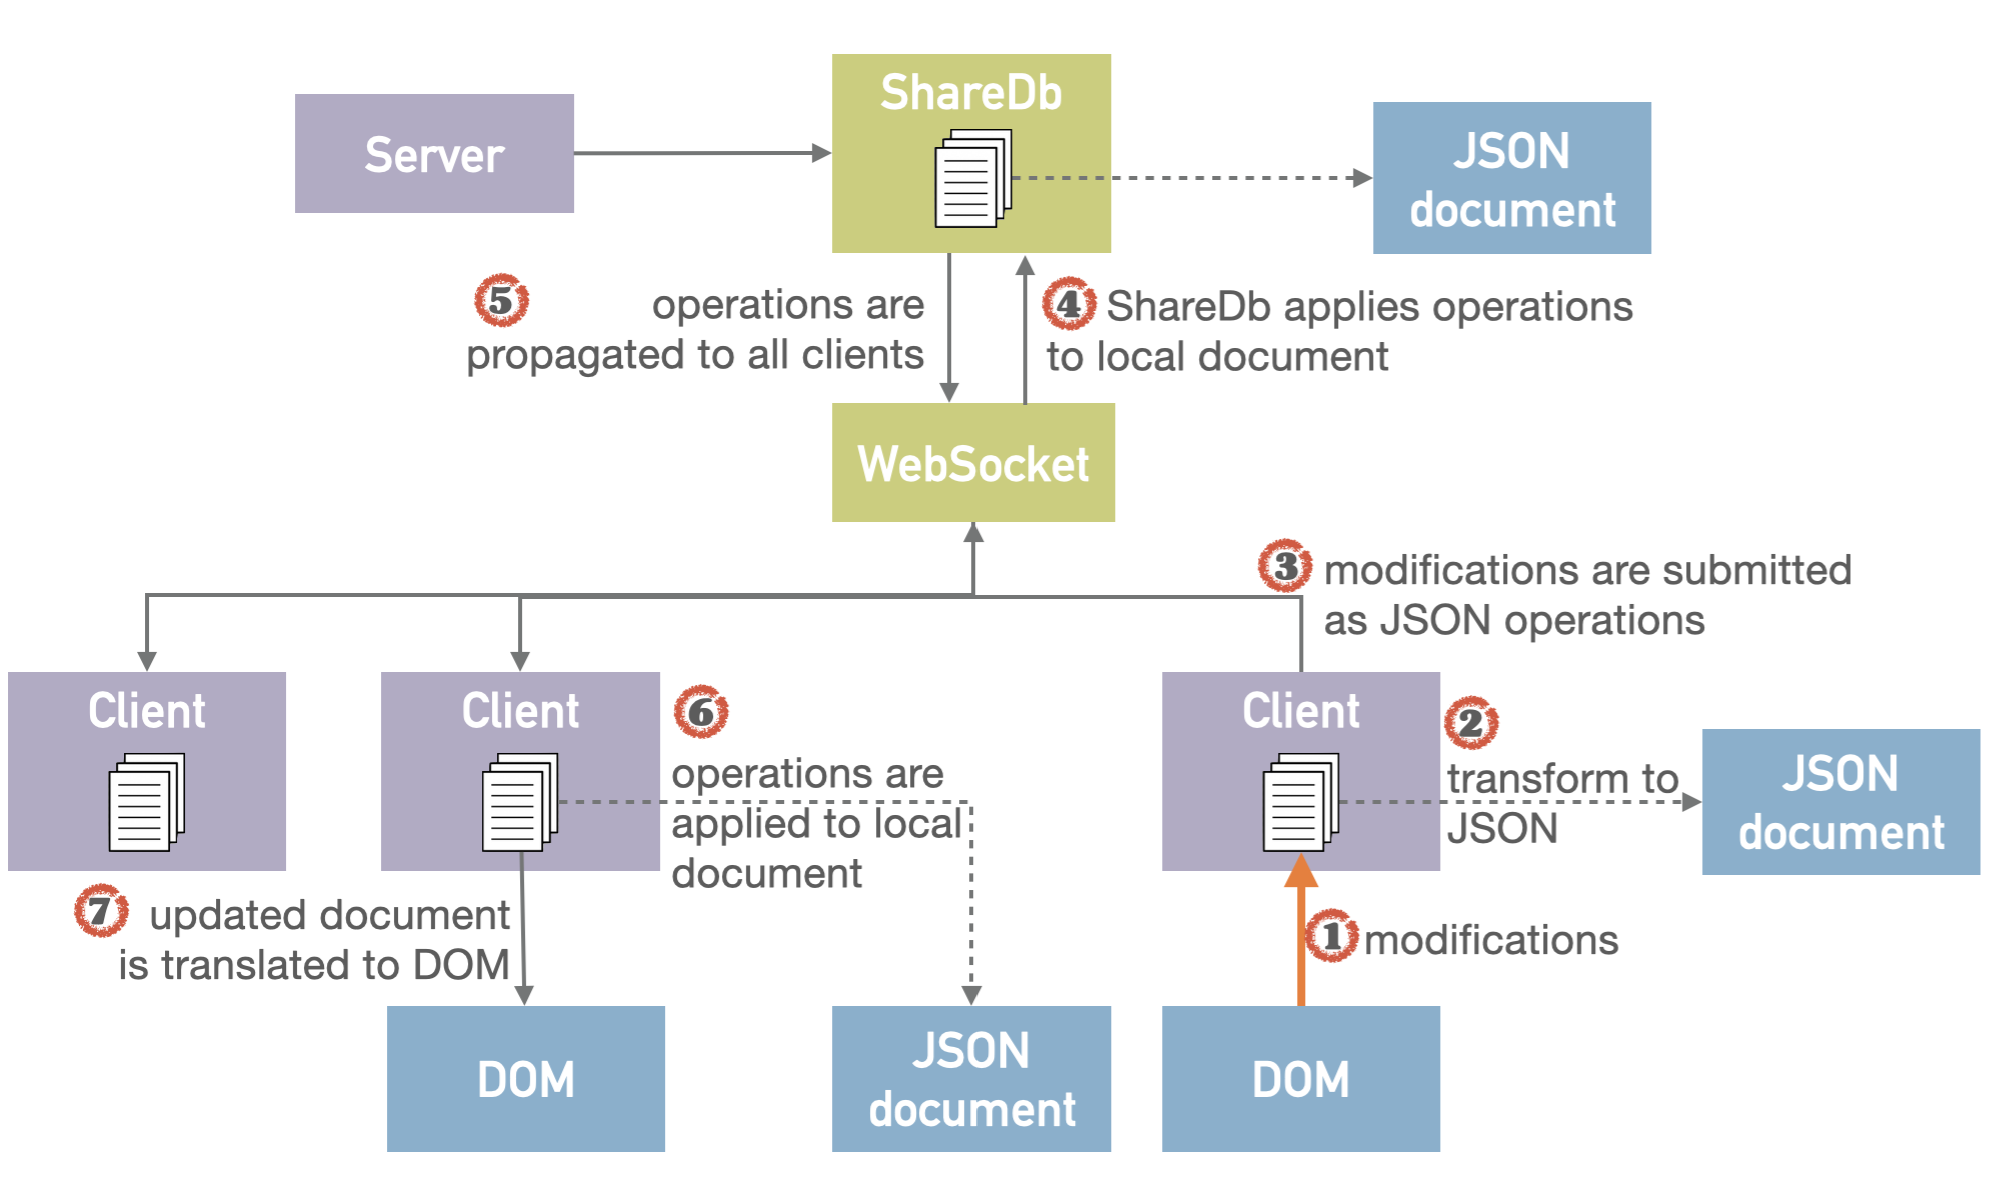 ShareDb
Server
JSON
document
5 operations are
propagated to all clients
4 ShareDb applies operations
to local document
WebSocket
3 modifications are submitted
as JSON operations
Client
Client
6
operations are
applied to local
document
Client
2
transform to
JSON
JSON
document
7 updated document
is translated to DOM
1 modifications
DOM
JSON
document
DOM